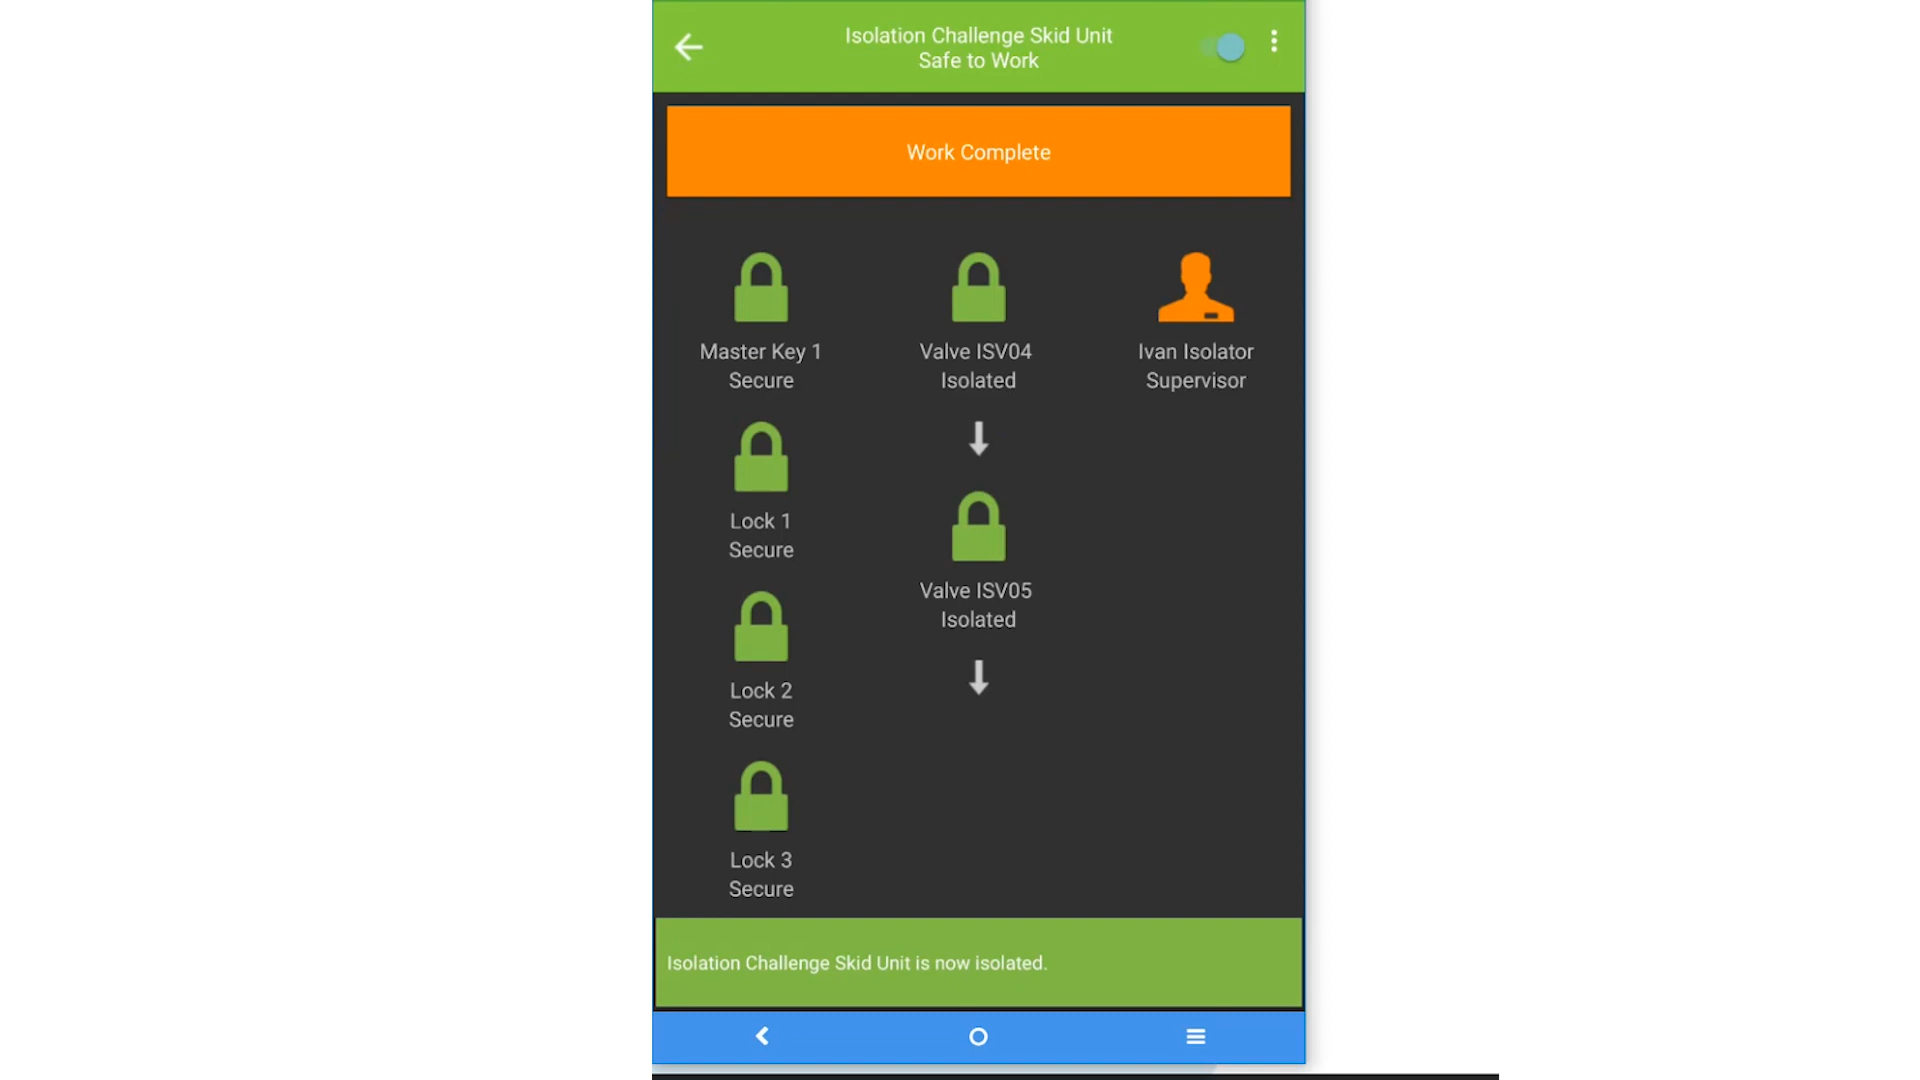 Isolation Challenge Skid Unit
Safe to Work
Work Complete
Master Key 1
Secure
Valve ISV04
Isolated
Ivan Isolator
Supervisor
Lock 1
Secure
Valve ISV05
Isolated
Lock 2
Secure
Lock 3
Secure
Isolation Challenge Skid Unit is now isolated.